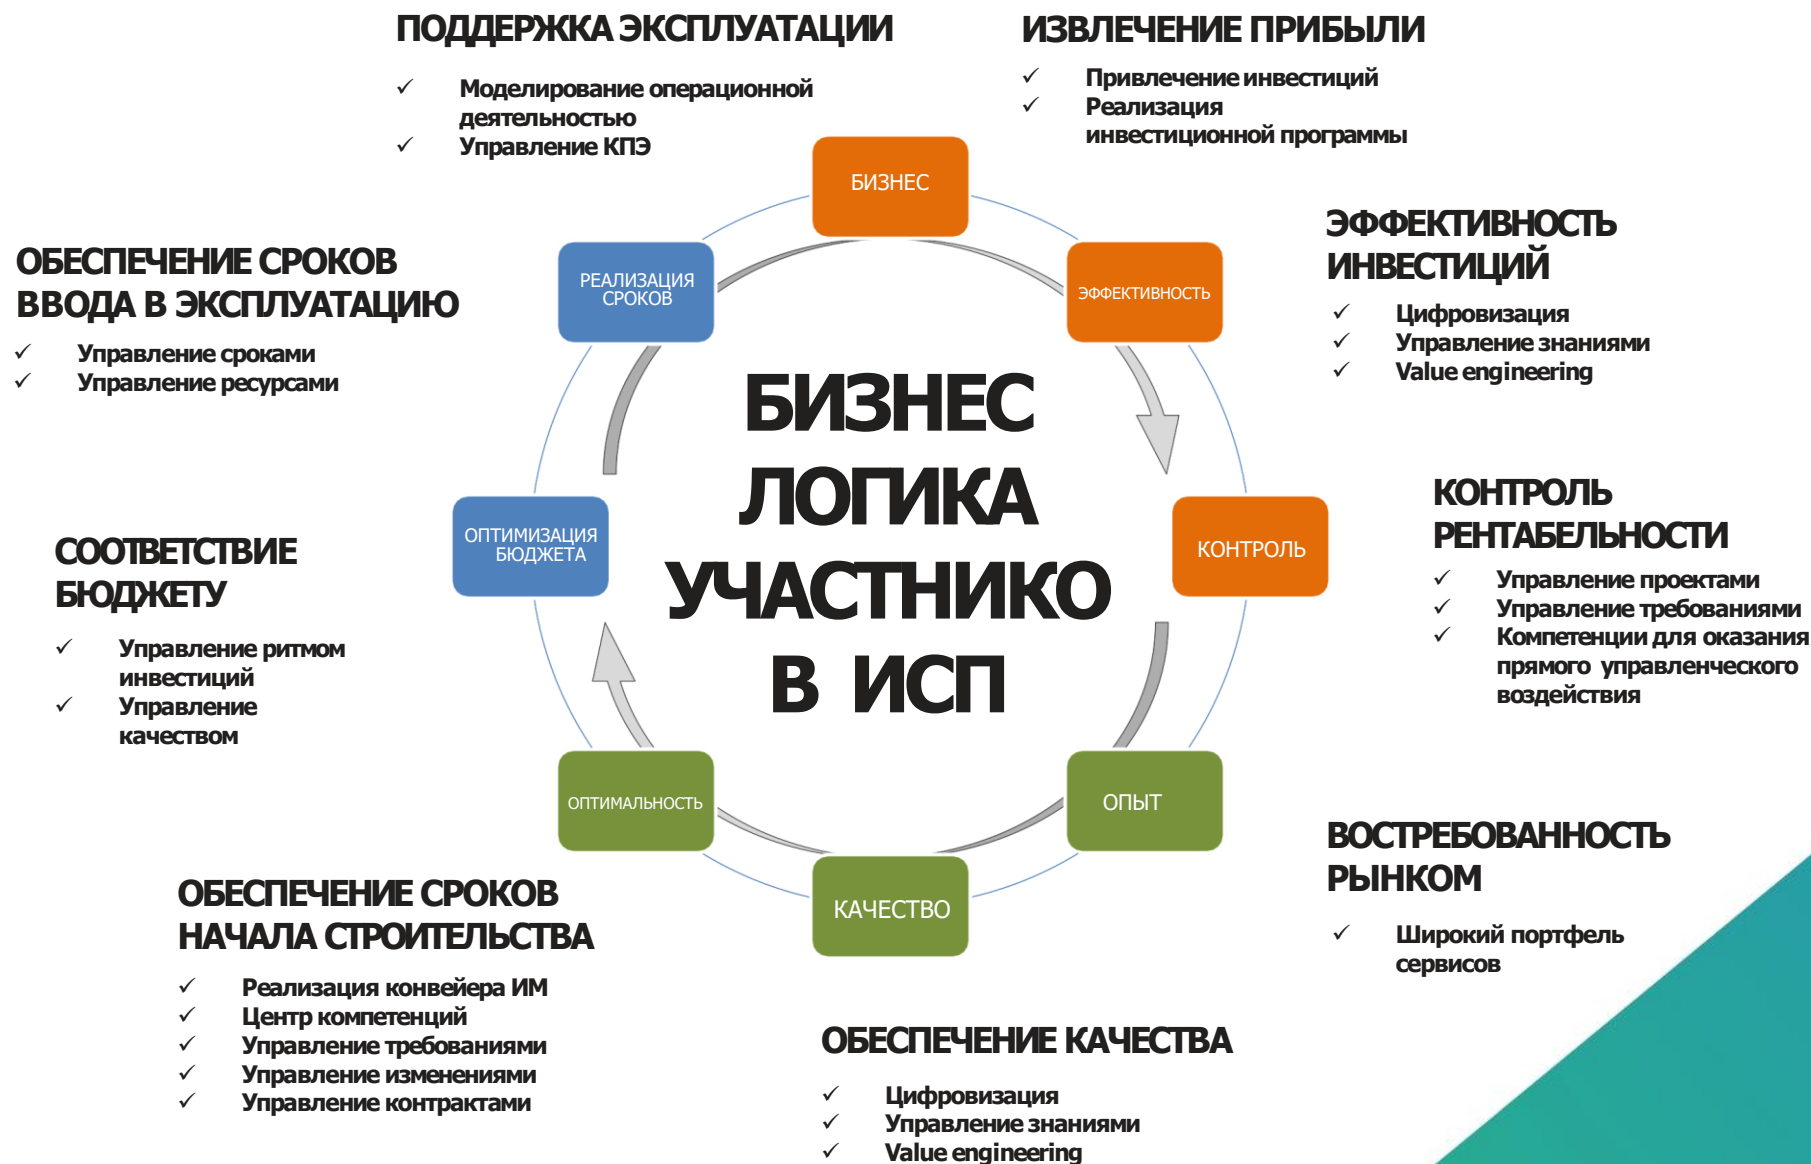 ПОДДЕРЖКА ЭКСПЛУАТАЦИИ
✓ Моделирование операционной
деятельностью
✓ Управление КПЭ
ИЗВЛЕЧЕНИЕ ПРИБЫЛИ
✓ Привлечение инвестиций
✓ Реализация
инвестиционной программы
БИЗНЕС
ЭФФЕКТИВНОСТЬ
ИНВЕСТИЦИЙ
✓ Цифровизация
✓ Управление знаниями
✓ Value engineering
ОБЕСПЕЧЕНИЕ СРОКОВ
ВВОДА В ЭКСПЛУАТАЦИЮ
✓ Управление сроками
✓ Управление ресурсами
РЕАЛИЗАЦИЯ
СРОКОВ
ЭФФЕКТИВНОСТЬ
БИЗНЕС
ЛОГИКА
УЧАСТНИКО
В ИСП
КОНТРОЛЬ
РЕНТАБЕЛЬНОСТИ
✓ Управление проектами
✓ Управление требованиями
✓ Компетенции для оказания
прямого управленческого
воздействия
ОПТИМИЗАЦИЯ
БЮДЖЕТА
КОНТРОЛЬ
СООТВЕТСТВИЕ
БЮДЖЕТУ
✓ Управление ритмом
инвестиций
✓ Управление
качеством
ОПТИМАЛЬНОСТЬ
ОПЫТ
ВОСТРЕБОВАННОСТЬ
РЫНКОМ
✓ Широкий портфель
сервисов
КАЧЕСТВО
ОБЕСПЕЧЕНИЕ СРОКОВ
НАЧАЛА СТРОИТЕЛЬСТВА
✓ Реализация конвейера ИМ
✓ Центр компетенций
✓ Управление требованиями
✓ Управление изменениями
✓ Управление контрактами
ОБЕСПЕЧЕНИЕ КАЧЕСТВА
✓ Цифровизация
✓ Управление знаниями
✓ Value engineering